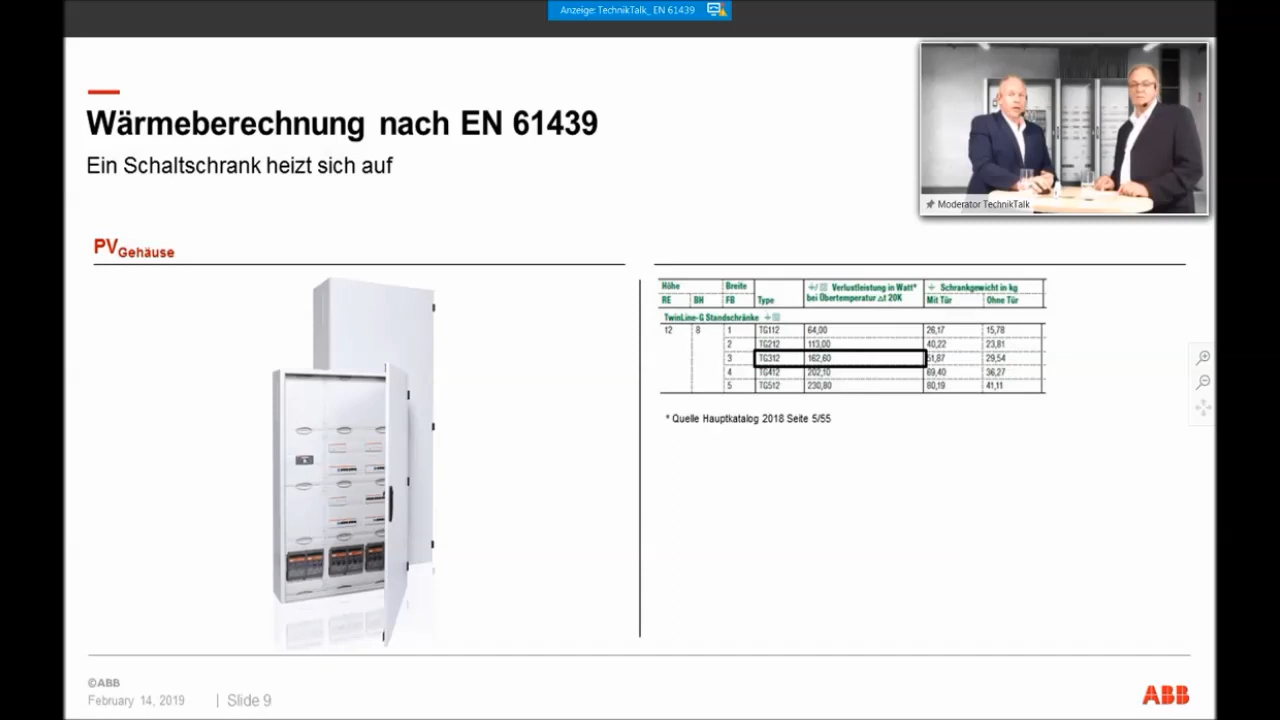 Anzeige: TechnikTalk_ EN 61439
Wärmeberechnung nach EN 61439
Ein Schaltschrank heizt sich auf
Moderator TechnikTalk
PVGehäuse
Höhe Breite Verlustleistung in Watt* Schrankgewicht in kg
RE BH FB Type bei Übertemperatur Δt 20K Mit Tür Ohne Tür
TwinLine-G Standschränke
12 8 1 TG112 64,00 26,17 15,78
2 TG212 113,00 40,22 23,81
3 TG312 162,60 51,87 29,54
4 TG412 202,10 69,40 36,27
5 TG512 230,80 80,19 41,11
* Quelle Hauptkatalog 2018 Seite 5/55
©ABB
February 14, 2019 | Slide 9
ABB